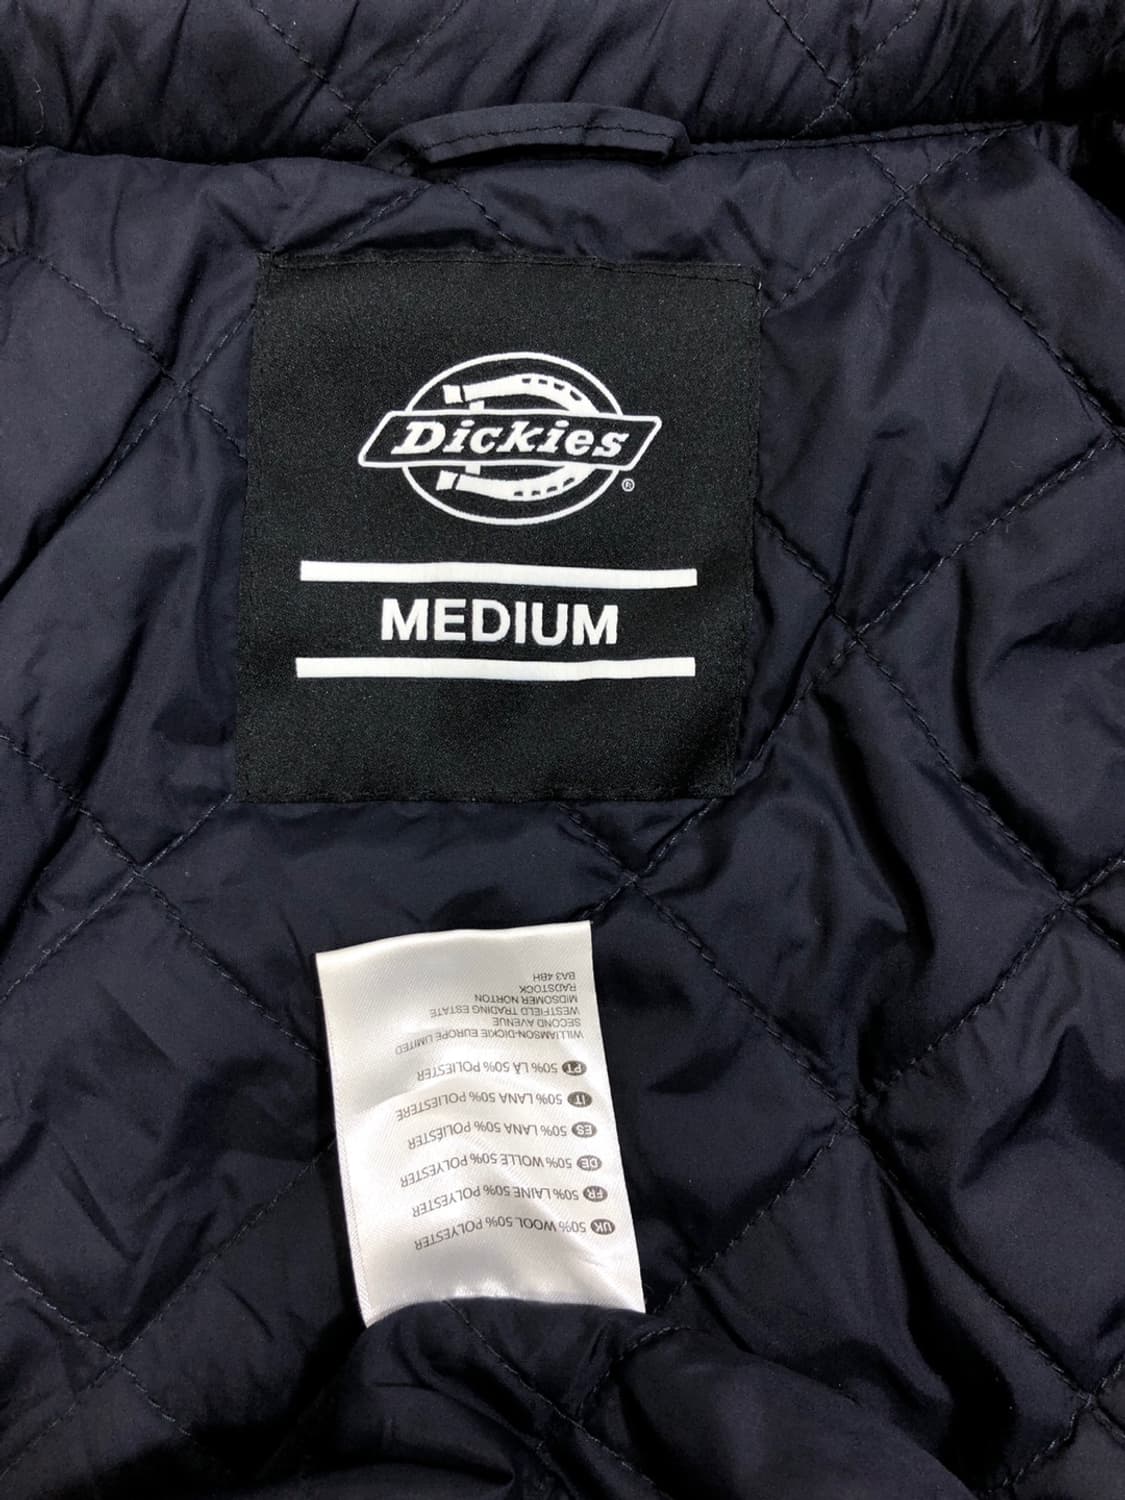 Dickies
®
MEDIUM
UK 50% WOOL 50% POLYESTER
FR 50% LAINE 50% POLYESTER
DE 50% WOLLE 50% POLYESTER
ES 50% LANA 50% POLIÉSTER
IT 50% LANA 50% POLIESTERE
PT 50% LÃ 50% POLIESTER
WILLIAMSON-DICKIE EUROPE LIMITED
SECOND AVENUE
WESTFIELD TRADING ESTATE
MIDSOMER NORTON
RADSTOCK
BA3 4BH